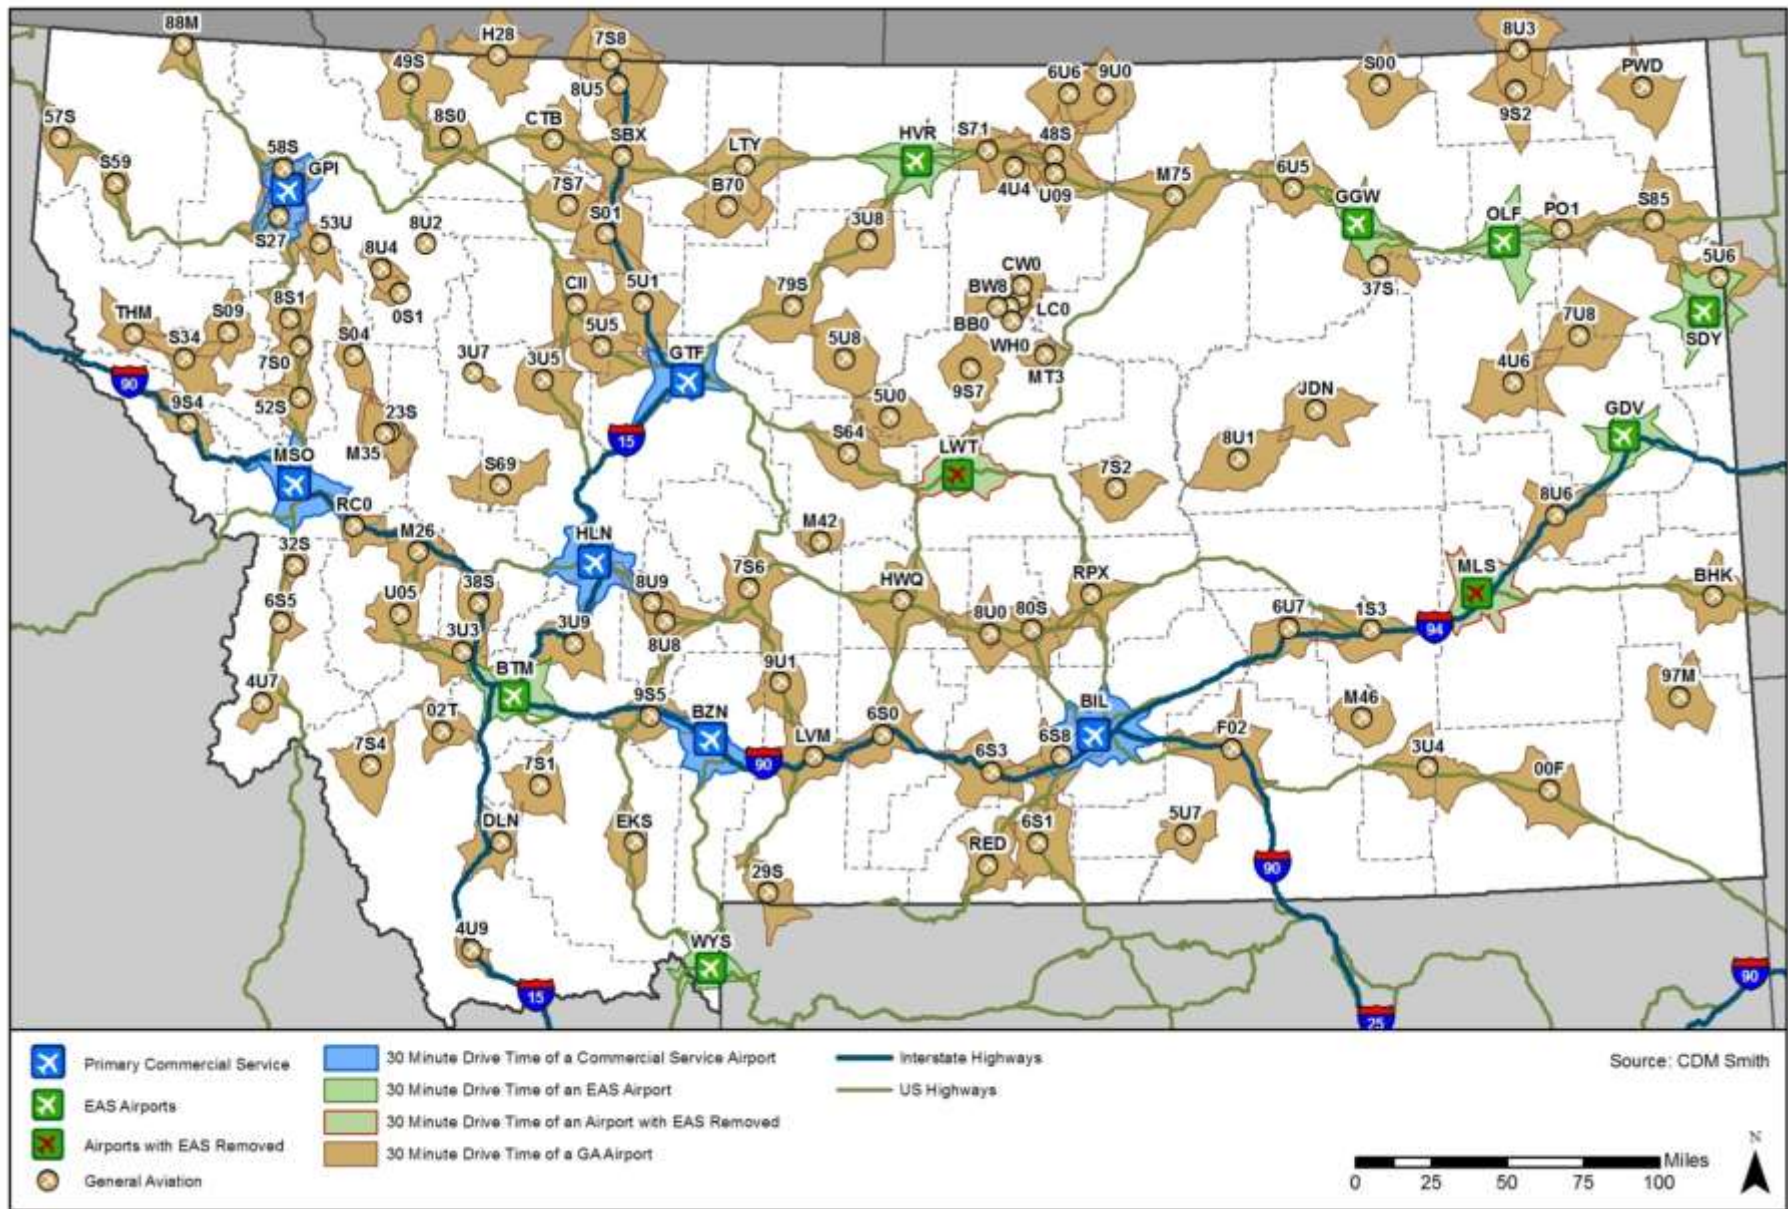 88M
H28
7S8
8U3
49S
8U5
6U6
9U0
S00
PWD
57S
8S0
CTB
SBX
9S2
S59
58S
GPI
LTY
HVR
S71
48S
7S7
B70
4U4
U09
M75
6U5
S27
53U
8U2
S01
3U8
GGW
OLF
PO1
S85
8U4
0S1
CII
5U1
79S
CW0
BW8
LC0
BB0
WH0
37S
5U6
SDY
THM
S34
S09
8S1
7S0
S04
3U7
3U5
5U5
GTF
5U8
9S7
MT3
7U8
4U6
90
9S4
52S
23S
M35
15
5U0
S64
LWT
JDN
8U1
GDV
MSO
S69
7S2
RC0
M26
HLN
M42
8U6
32S
U05
38S
8U9
7S6
HWQ
RPX
MLS
BHK
6S5
3U3
3U9
8U8
8U0
80S
6U7
1S3
94
4U7
02T
BTM
9S5
BZN
9U1
6S0
BIL
M46
97M
7S4
7S1
90
LVM
6S3
6S8
F02
3U4
00F
DLN
EKS
29S
RED
6S1
5U7
90
4U9
WYS
15
25
90
Primary Commercial Service
EAS Airports
Airports with EAS Removed
General Aviation
30 Minute Drive Time of a Commercial Service Airport
30 Minute Drive Time of an EAS Airport
30 Minute Drive Time of an Airport with EAS Removed
30 Minute Drive Time of a GA Airport
Interstate Highways
US Highways
Source: CDM Smith
N
Miles
0 25 50 75 100